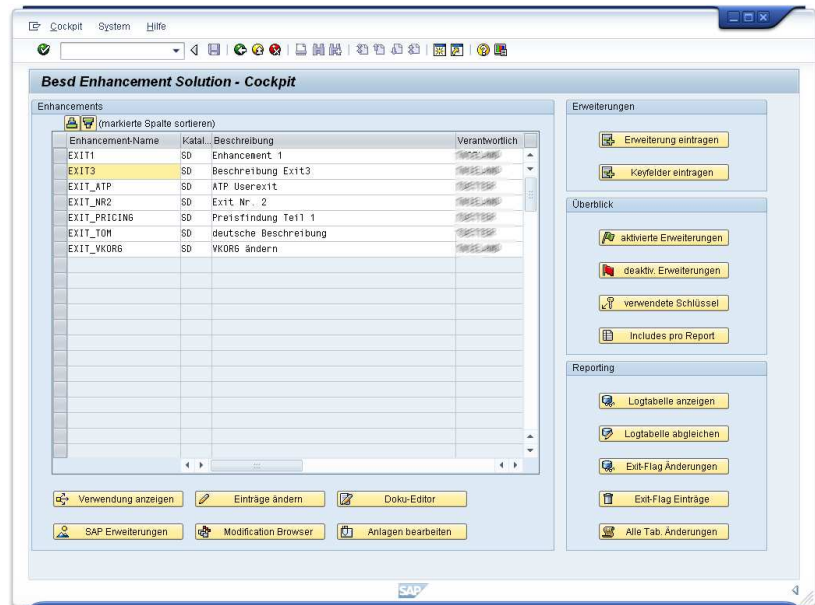 Cockpit System Hilfe
Besd Enhancement Solution - Cockpit
Enhancements
(markierte Spalte sortieren)
Enhancement-Name Katal... Beschreibung Verantwortlich
EXIT1 SD Enhancement 1
EXIT3 SD Beschreibung Exit3
EXIT_ATP SD ATP Userexit
EXIT_NR2 SD Exit Nr. 2
EXIT_PRICING SD Preisfindung Teil 1
EXIT_TOM SD deutsche Beschreibung
EXIT_VKORG SD VKORG ändern
Verwendung anzeigen Einträge ändern Doku-Editor
SAP Erweiterungen Modification Browser Anlagen bearbeiten
Erweiterungen
Erweiterung eintragen
Keyfelder eintragen
Überblick
aktivierte Erweiterungen
deaktiv. Erweiterungen
verwendete Schlüssel
Includes pro Report
Reporting
Logtabelle anzeigen
Logtabelle abgleichen
Exit-Flag Änderungen
Exit-Flag Einträge
Alle Tab. Änderungen
SAP